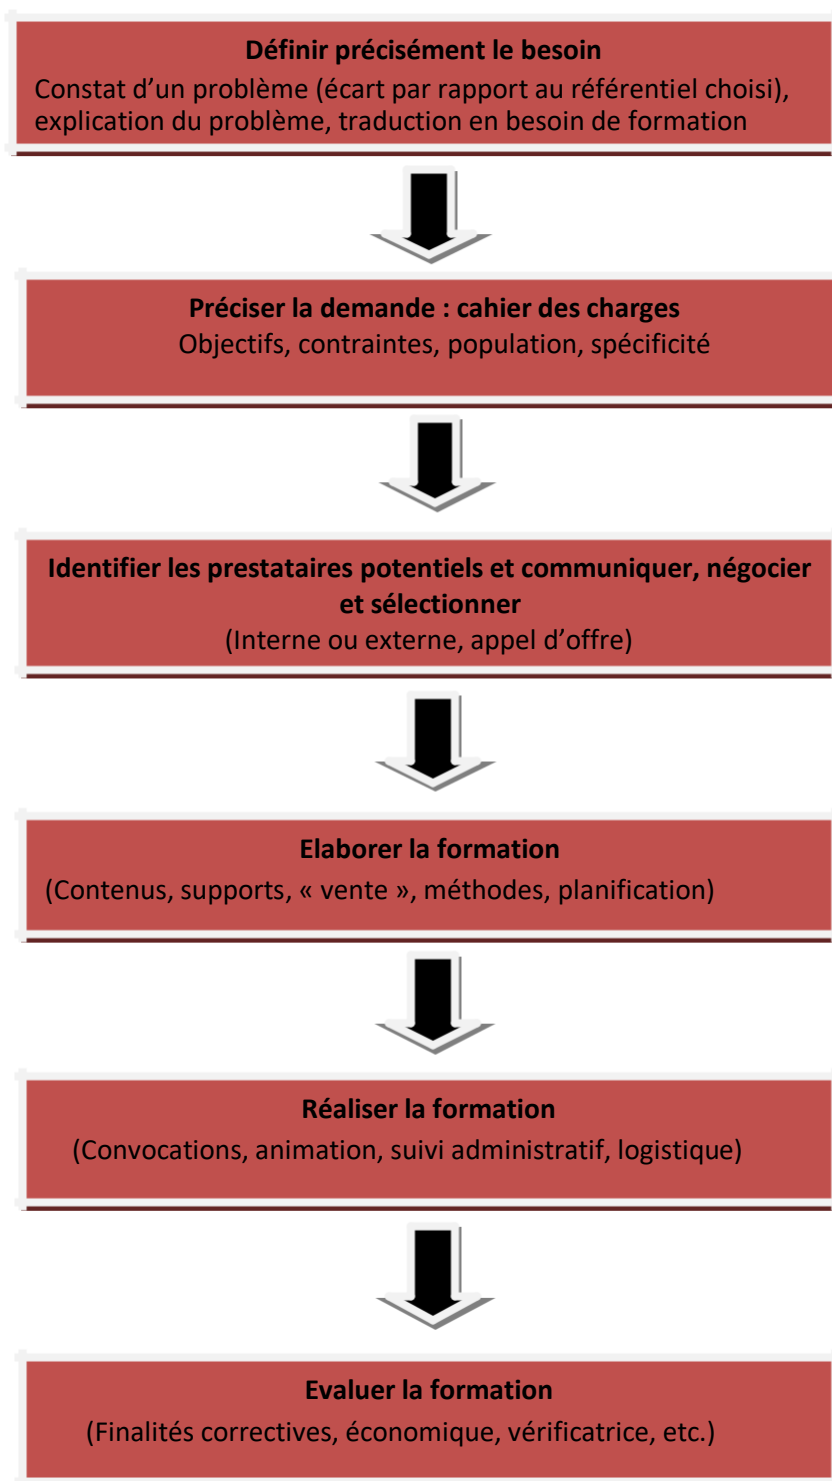 Définir précisément le besoin
Constat d’un problème (écart par rapport au référentiel choisi),
explication du problème, traduction en besoin de formation
Préciser la demande : cahier des charges
Objectifs, contraintes, population, spécificité
Identifier les prestataires potentiels et communiquer, négocier
et sélectionner
(Interne ou externe, appel d’offre)
Elaborer la formation
(Contenus, supports, « vente », méthodes, planification)
Réaliser la formation
(Convocations, animation, suivi administratif, logistique)
Evaluer la formation
(Finalités correctives, économique, vérificatrice, etc.)